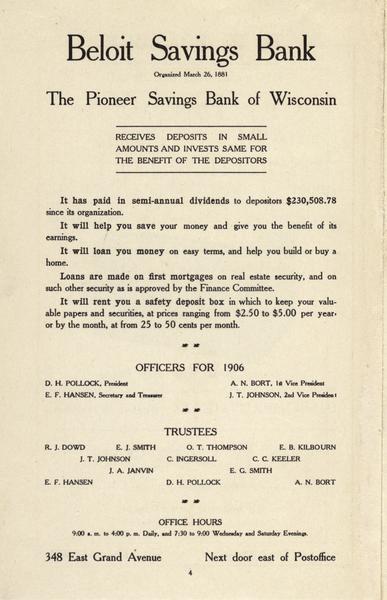 Beloit Savings Bank
Organized March 26, 1881
The Pioneer Savings Bank of Wisconsin
RECEIVES DEPOSITS IN SMALL
AMOUNTS AND INVESTS SAME FOR
THE BENEFIT OF THE DEPOSITORS
It has paid in semi-annual dividends to depositors $230,508.78
since its organization.
It will help you save your money and give you the benefit of its
earnings.
It will loan you money on easy terms, and help you build or buy a
home.
Loans are made on first mortgages on real estate security, and on
such other security as is approved by the Finance Committee.
It will rent you a safety deposit box in which to keep your valu-
able papers and securities, at prices ranging from $2.50 to $5.00 per year.
or by the month, at from 25 to 50 cents per month.
OFFICERS FOR 1906
D. H. POLLOCK, President A. N. BORT, 1st Vice President
E. F. HANSEN, Secretary and Treasurer J. T. JOHNSON, 2nd Vice President
TRUSTEES
R. J. DOWD E. J. SMITH O. T. THOMPSON E. B. KILBOURN
J. T. JOHNSON C. INGERSOLL C. C. KEELER
J. A. JANVIN E. G. SMITH
E. F. HANSEN D. H. POLLOCK A. N. BORT
OFFICE HOURS
9:00 a. m. to 4:00 p. m. Daily, and 7:30 to 9:00 Wednesday and Saturday Evenings.
348 East Grand Avenue Next door east of Postoffice
4